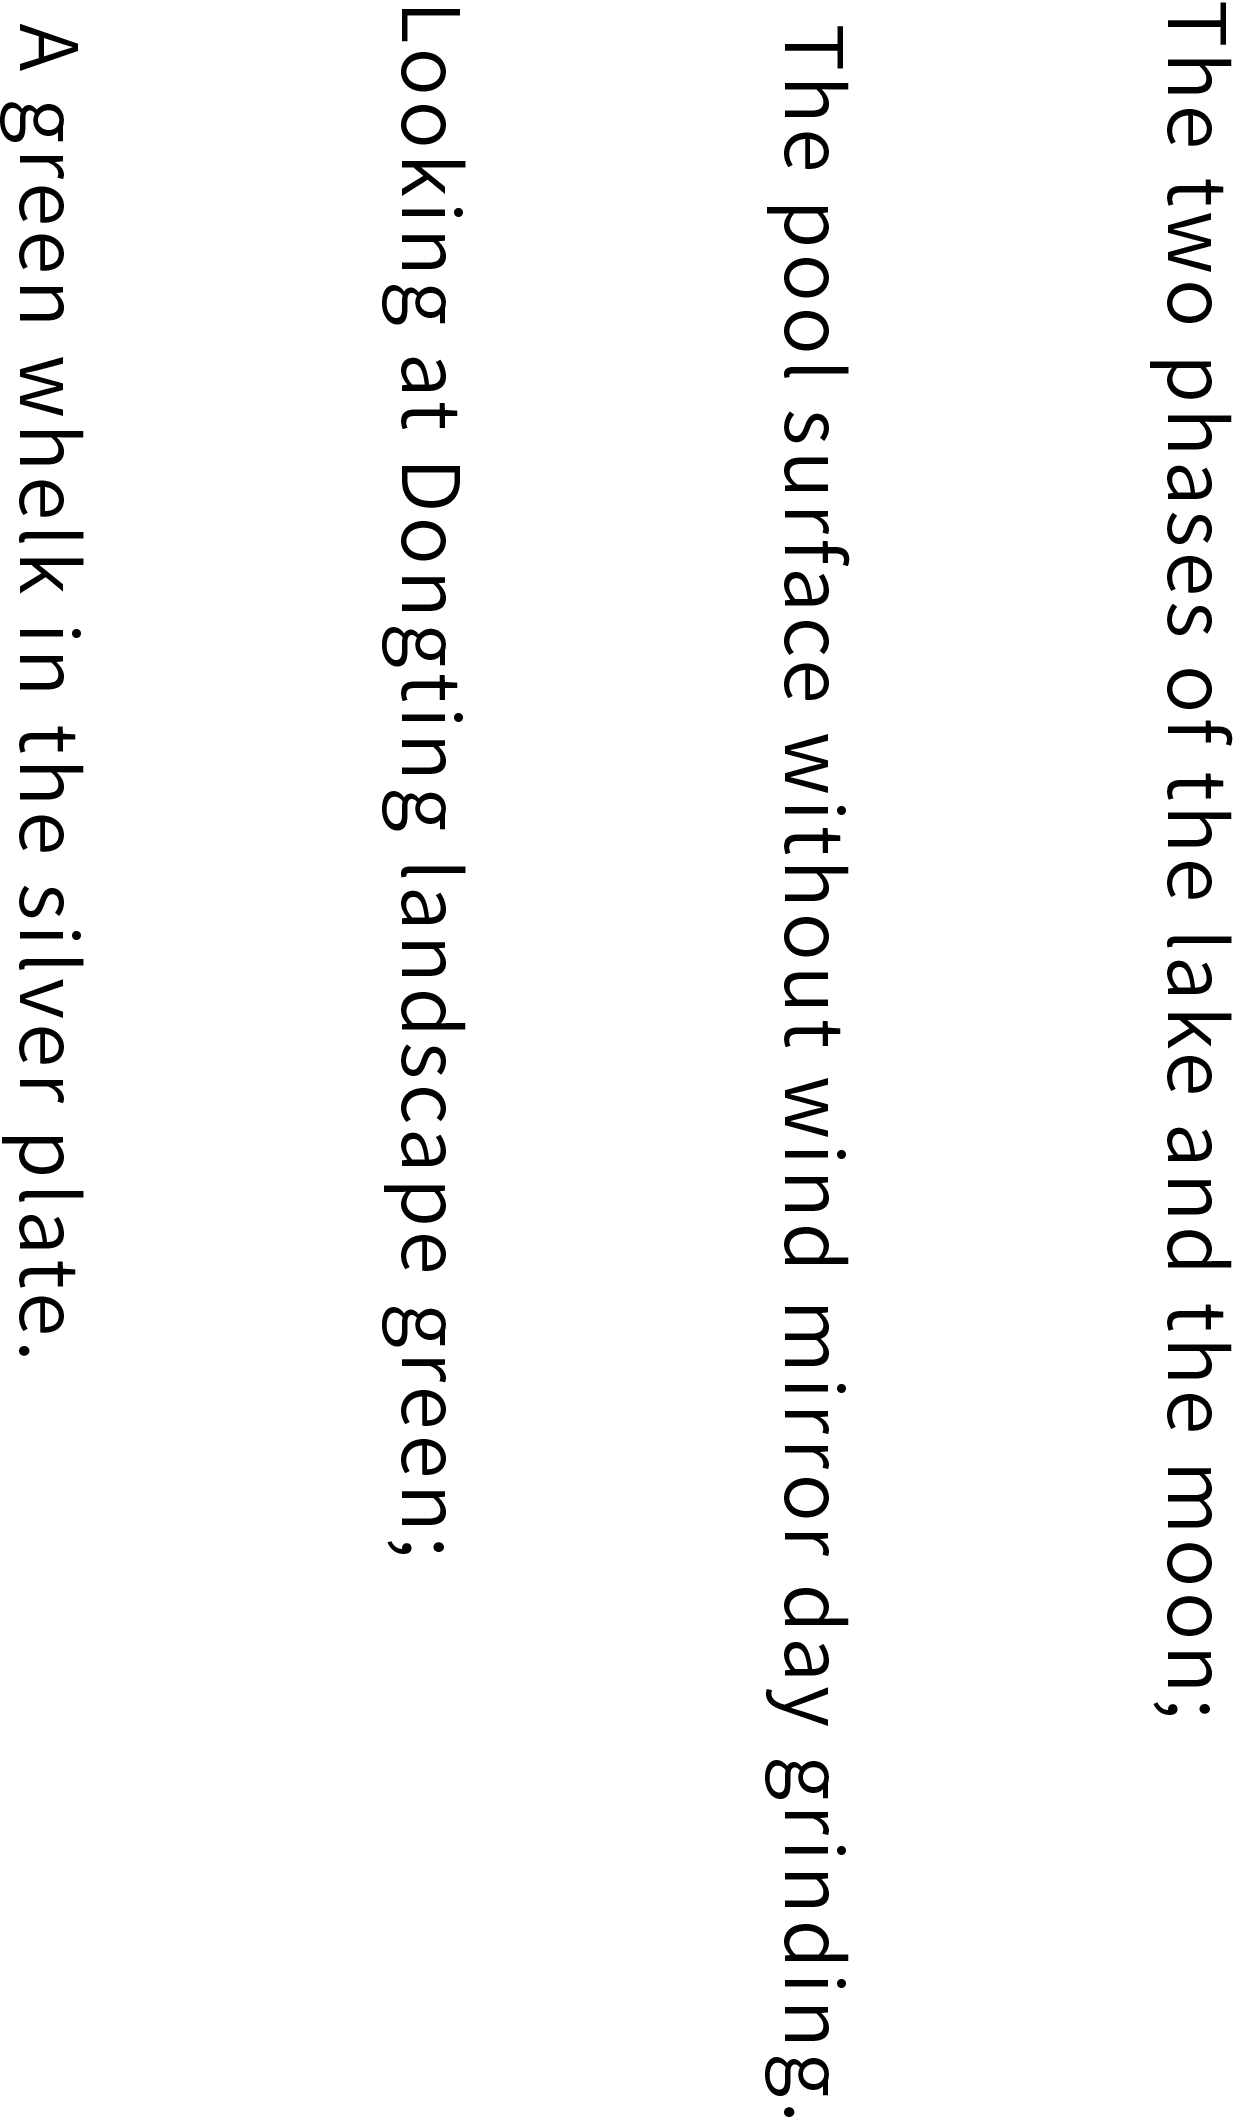 The two phases of the lake and the moon;
The pool surface without wind mirror day grinding.
Looking at Dongting landscape green;
A green whelk in the silver plate.